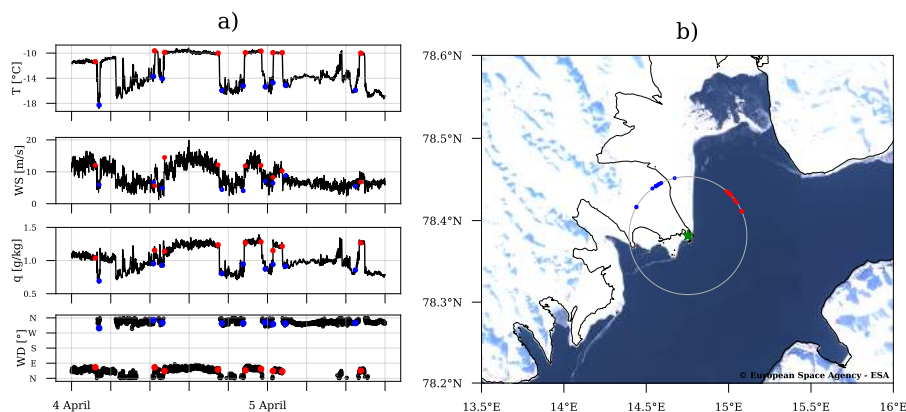 a)
T [°C]
-10
-14
-18
WS [m/s]
20
10
0
q [g/kg]
1.5
1.0
0.5
WD [°]
N
W
S
E
N
4 April
5 April
b)
78.6°N
78.5°N
78.4°N
78.3°N
78.2°N
13.5°E
14°E
14.5°E
15°E
15.5°E
16°E
© European Space Agency - ESA